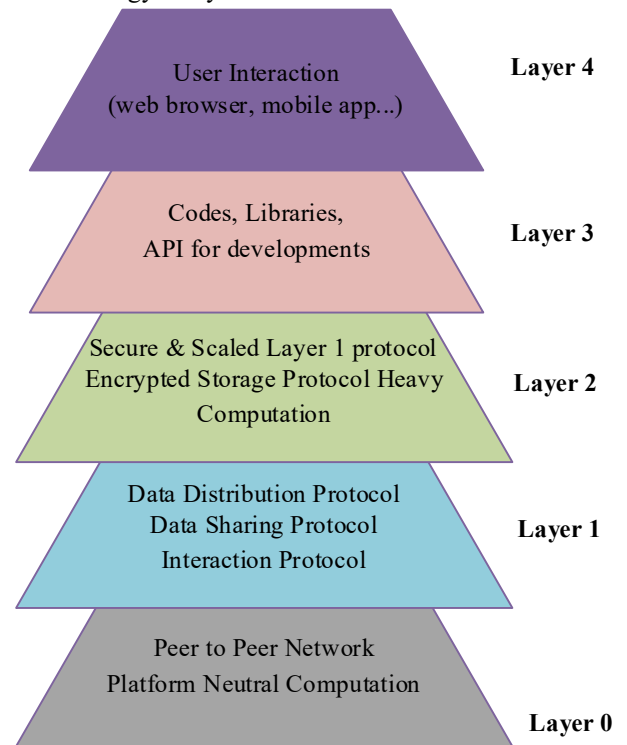 User Interaction
(web browser, mobile app...)
Layer 4
Codes, Libraries,
API for developments
Layer 3
Secure & Scaled Layer 1 protocol
Encrypted Storage Protocol Heavy
Computation
Layer 2
Data Distribution Protocol
Data Sharing Protocol
Interaction Protocol
Layer 1
Peer to Peer Network
Platform Neutral Computation
Layer 0